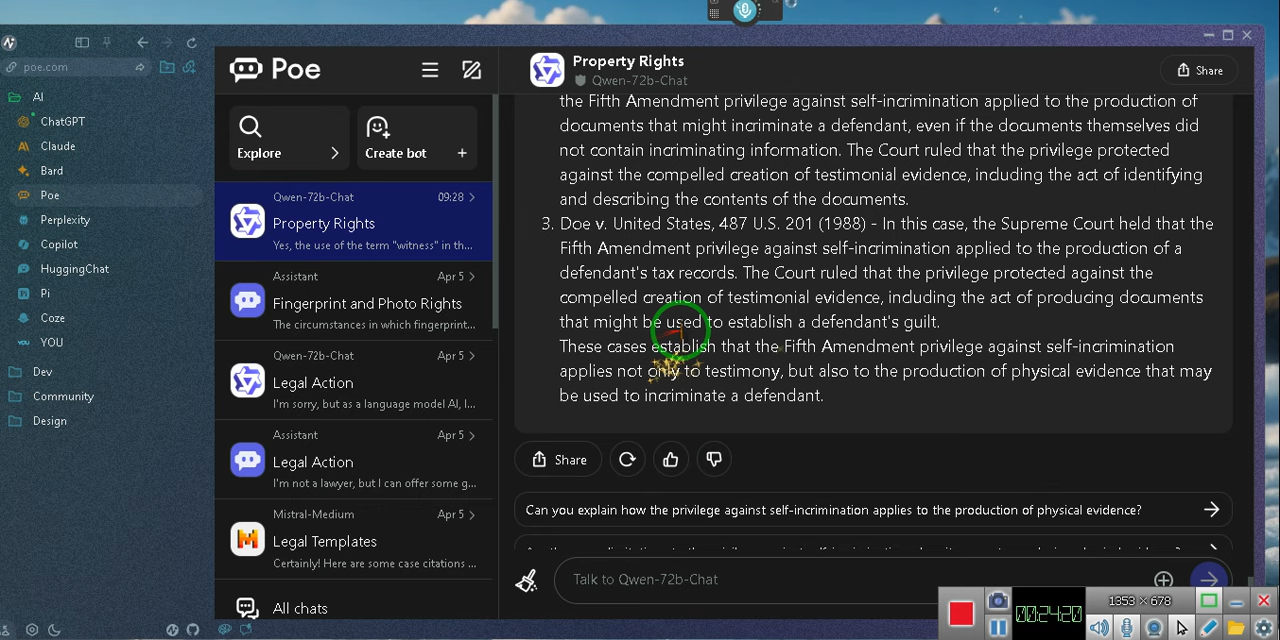 poe.com
AI
ChatGPT
Claude
Bard
Poe
Perplexity
Copilot
HuggingChat
Pi
Coze
YOU
Dev
Community
Design
Poe
Explore
Create bot
Qwen-72b-Chat 09:28
Property Rights
Yes, the use of the term "witness" in th...
Assistant Apr 5
Fingerprint and Photo Rights
The circumstances in which fingerprint...
Qwen-72b-Chat Apr 5
Legal Action
I'm sorry, but as a language model AI, I...
Assistant Apr 5
Legal Action
I'm not a lawyer, but I can offer some g...
Mistral-Medium Apr 5
Legal Templates
Certainly! Here are some case citations ...
All chats
Property Rights
Qwen-72b-Chat
Share
the Fifth Amendment privilege against self-incrimination applied to the production of
documents that might incriminate a defendant, even if the documents themselves did
not contain incriminating information. The Court ruled that the privilege protected
against the compelled creation of testimonial evidence, including the act of identifying
and describing the contents of the documents.
3. Doe v. United States, 487 U.S. 201 (1988) - In this case, the Supreme Court held that the
Fifth Amendment privilege against self-incrimination applied to the production of a
defendant's tax records. The Court ruled that the privilege protected against the
compelled creation of testimonial evidence, including the act of producing documents
that might be used to establish a defendant's guilt.
These cases establish that the Fifth Amendment privilege against self-incrimination
applies not only to testimony, but also to the production of physical evidence that may
be used to incriminate a defendant.
Share
Can you explain how the privilege against self-incrimination applies to the production of physical evidence?
Talk to Qwen-72b-Chat
00:24:20
1353 × 678